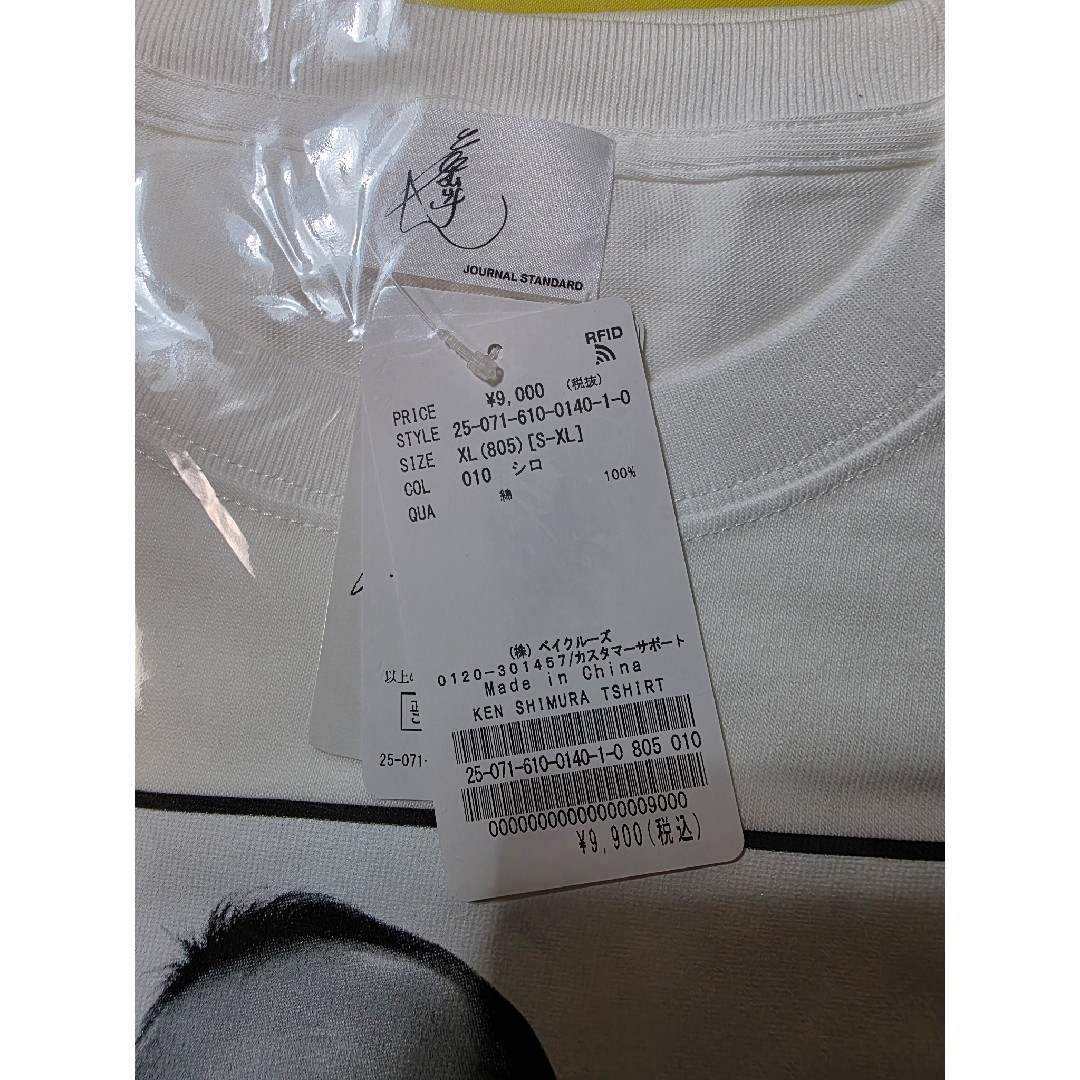 JOURNAL STANDARD
RFID
PRICE ¥9,000 (税抜)
STYLE 25-071-610-0140-1-0
SIZE XL(805)[S-XL]
COL 010 シロ
QUA 綿 100%
(株) ベイクルーズ
0120-301457/カスタマーサポート
Made in China
KEN SHIMURA TSHIRT
25-071-610-0140-1-0 805 010
00000000000000009000
¥9,900(税込)
以上
25-071-